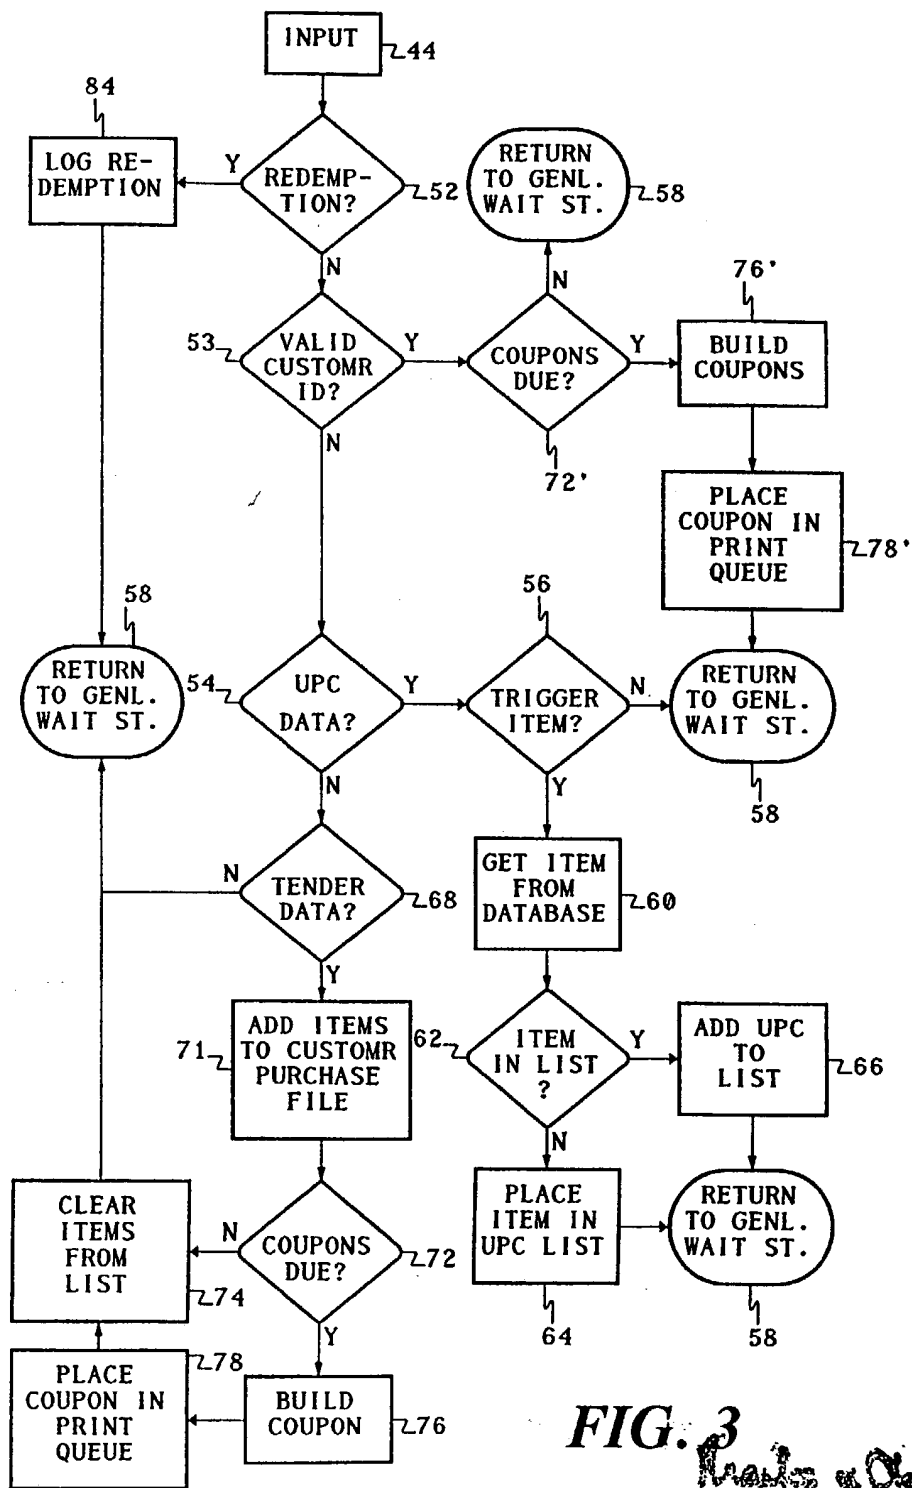 INPUT
44
84
LOG RE-
DEMPTION
Y
REDEMP-
TION?
52
N
RETURN
TO GENL.
WAIT ST.
58
N
53
VALID
CUSTOMR
ID?
Y
N
COUPONS
DUE?
72'
Y
76'
BUILD
COUPONS
PLACE
COUPON IN
PRINT
QUEUE
78'
58
RETURN
TO GENL.
WAIT ST.
54
UPC
DATA?
Y
N
56
TRIGGER
ITEM?
N
Y
RETURN
TO GENL.
WAIT ST.
58
N
TENDER
DATA?
68
Y
GET ITEM
FROM
DATABASE
60
71
ADD ITEMS
TO CUSTOMR
PURCHASE
FILE
62
ITEM
IN LIST
?
Y
N
ADD UPC
TO
LIST
66
CLEAR
ITEMS
FROM
LIST
74
N
COUPONS
DUE?
72
Y
PLACE
ITEM IN
UPC LIST
64
RETURN
TO GENL.
WAIT ST.
58
78
PLACE
COUPON IN
PRINT
QUEUE
BUILD
COUPON
76
FIG. 3